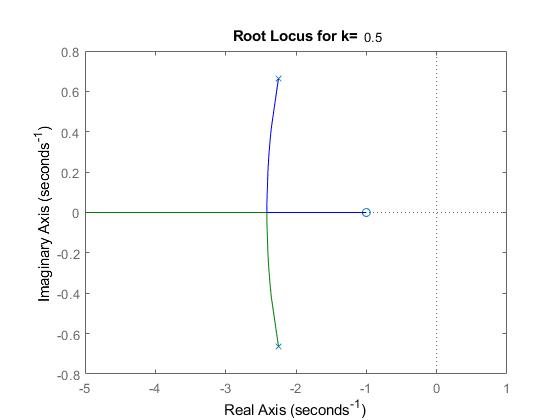 Root Locus for k= 0.5
Imaginary Axis (seconds⁻¹)
0.8
0.6
0.4
0.2
0
-0.2
-0.4
-0.6
-0.8
-5 -4 -3 -2 -1 0 1
Real Axis (seconds⁻¹)